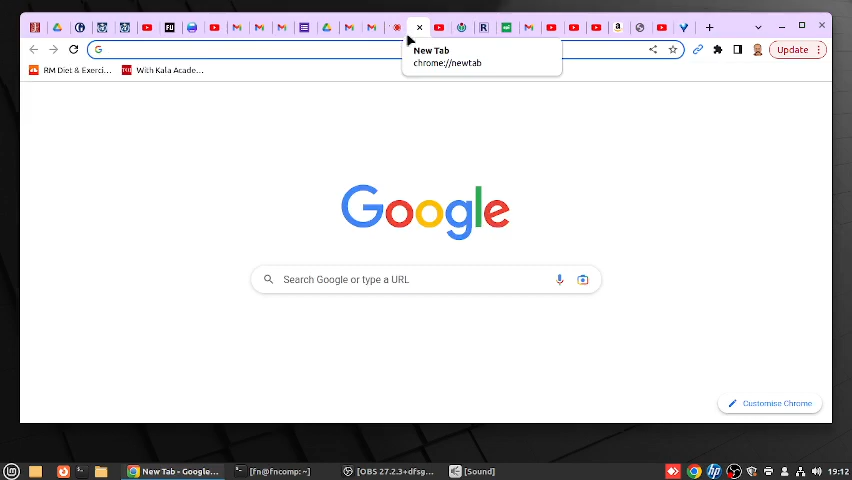 New Tab
chrome://newtab
Update
RM Diet & Exerci...
With Kala Acade...
Google
Search Google or type a URL
Customise Chrome
New Tab - Google...
[fn@fncomp:~]
[OBS 27.2.3+dfsg...
[Sound]
19:12